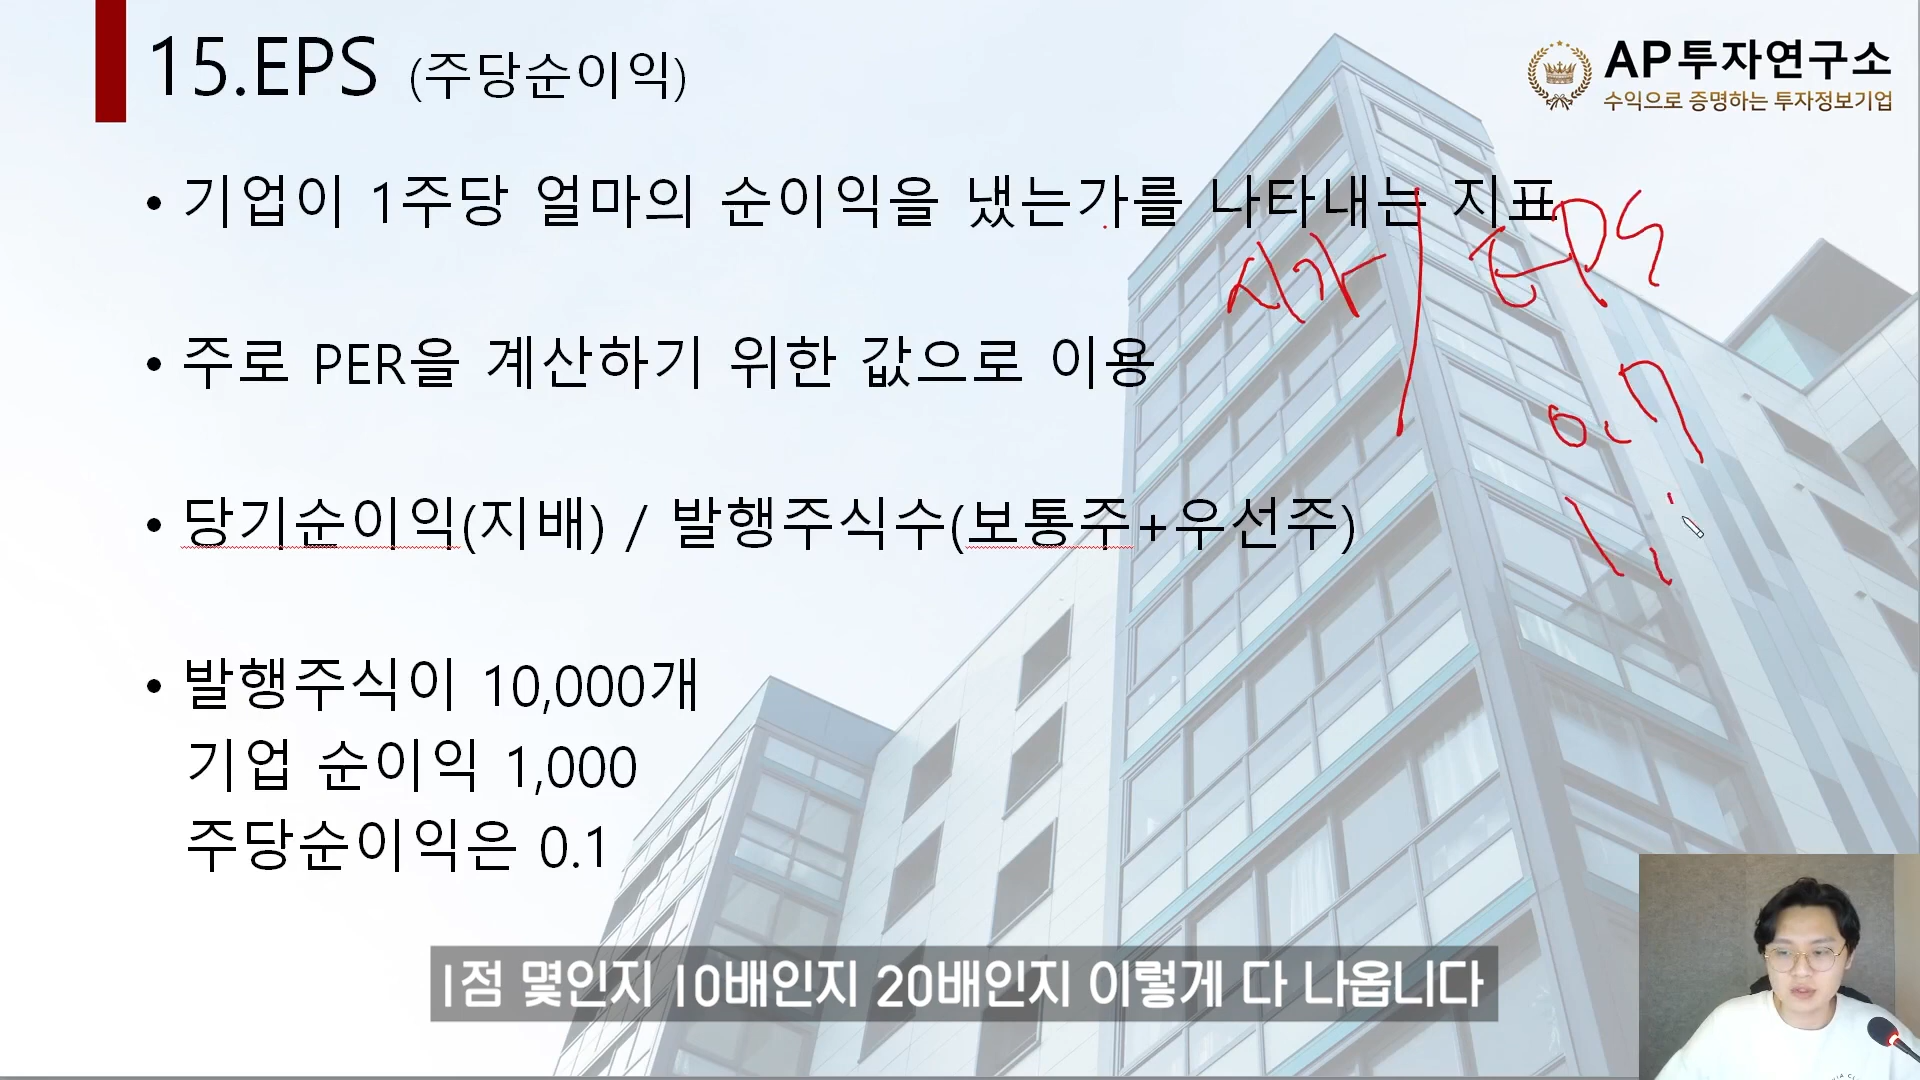 15.EPS (주당순이익)
AP투자연구소
수익으로 증명하는 투자정보기업
• 기업이 1주당 얼마의 순이익을 냈는가를 나타내는 지표
시가 / EPS
• 주로 PER을 계산하기 위한 값으로 이용
0.7
• 당기순이익(지배) / 발행주식수(보통주+우선주)
• 발행주식이 10,000개
기업 순이익 1,000
주당순이익은 0.1
1점 몇인지 10배인지 20배인지 이렇게 다 나옵니다